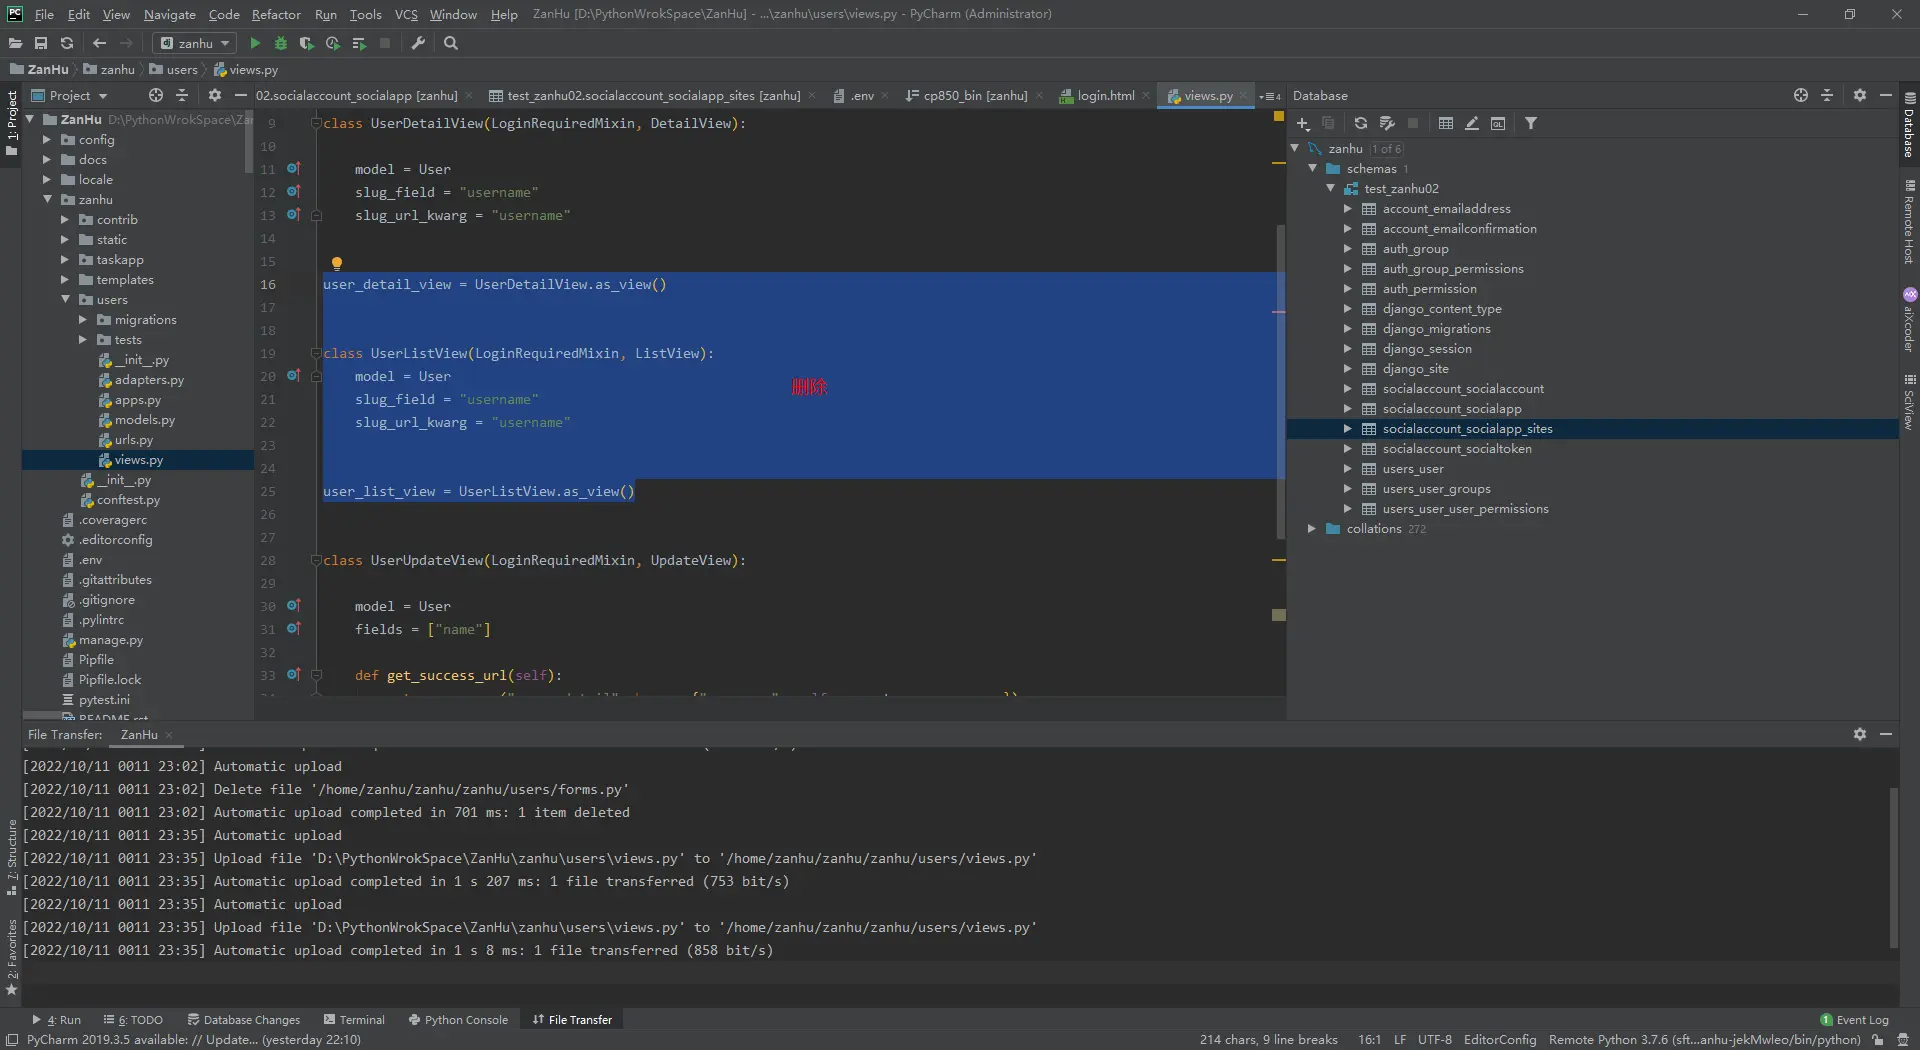 File Edit View Navigate Code Refactor Run Tools VCS Window Help ZanHu [D:\PythonWrokSpace\ZanHu] - ...\zanhu\users\views.py - PyCharm (Administrator)
zanhu
ZanHu zanhu users views.py
Project
02.socialaccount_socialapp [zanhu] test_zanhu02.socialaccount_socialapp_sites [zanhu] .env cp850_bin [zanhu] login.html views.py
1: Project
ZanHu D:\PythonWrokSpace\Za
config
docs
locale
zanhu
contrib
static
taskapp
templates
users
migrations
tests
__init__.py
adapters.py
apps.py
models.py
urls.py
views.py
__init__.py
conftest.py
.coveragerc
.editorconfig
.env
.gitattributes
.gitignore
.pylintrc
manage.py
Pipfile
Pipfile.lock
pytest.ini
README.rst
9 class UserDetailView(LoginRequiredMixin, DetailView):
10
11 model = User
12 slug_field = "username"
13 slug_url_kwarg = "username"
14
15
16 user_detail_view = UserDetailView.as_view()
17
18
19 class UserListView(LoginRequiredMixin, ListView):
20 model = User
删除
21 slug_field = "username"
22 slug_url_kwarg = "username"
23
24
25 user_list_view = UserListView.as_view()
26
27
28 class UserUpdateView(LoginRequiredMixin, UpdateView):
29
30 model = User
31 fields = ["name"]
32
33 def get_success_url(self):
Database
zanhu 1 of 6
schemas 1
test_zanhu02
account_emailaddress
account_emailconfirmation
auth_group
auth_group_permissions
auth_permission
django_content_type
django_migrations
django_session
django_site
socialaccount_socialaccount
socialaccount_socialapp
socialaccount_socialapp_sites
socialaccount_socialtoken
users_user
users_user_groups
users_user_user_permissions
collations 272
Database
Remote Host
aiXcoder
SciView
File Transfer: ZanHu
[2022/10/11 0011 23:02] Automatic upload
[2022/10/11 0011 23:02] Delete file '/home/zanhu/zanhu/zanhu/users/forms.py'
[2022/10/11 0011 23:02] Automatic upload completed in 701 ms: 1 item deleted
[2022/10/11 0011 23:35] Automatic upload
[2022/10/11 0011 23:35] Upload file 'D:\PythonWrokSpace\ZanHu\zanhu\users\views.py' to '/home/zanhu/zanhu/zanhu/users/views.py'
[2022/10/11 0011 23:35] Automatic upload completed in 1 s 207 ms: 1 file transferred (753 bit/s)
[2022/10/11 0011 23:35] Automatic upload
[2022/10/11 0011 23:35] Upload file 'D:\PythonWrokSpace\ZanHu\zanhu\users\views.py' to '/home/zanhu/zanhu/zanhu/users/views.py'
[2022/10/11 0011 23:35] Automatic upload completed in 1 s 8 ms: 1 file transferred (858 bit/s)
7: Structure
2: Favorites
4: Run 6: TODO Database Changes Terminal Python Console File Transfer 1 Event Log
PyCharm 2019.3.5 available: // Update... (yesterday 22:10) 214 chars, 9 line breaks 16:1 LF UTF-8 EditorConfig Remote Python 3.7.6 (sft...anhu-jekMwleo/bin/python)